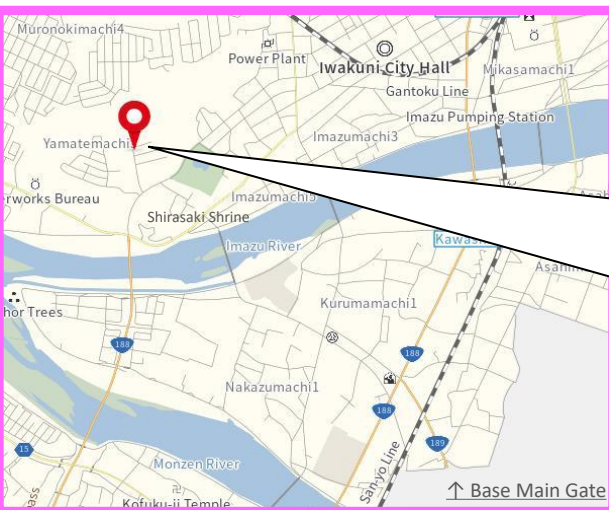 Muronokimachi4
Power Plant
Iwakuni City Hall
Mikasamachi1
Gantoku Line
Imazu Pumping Station
Imazumachi3
Yamatemachi
erworks Bureau
Imazumachi5
Shirasaki Shrine
Imazu River
Kawas
Asahim
Kurumamachi1
hor Trees
188
188
Nakazumachi1
188
189
15
Monzen River
San-yo Line
Kofuku-ji Temple
↑ Base Main Gate